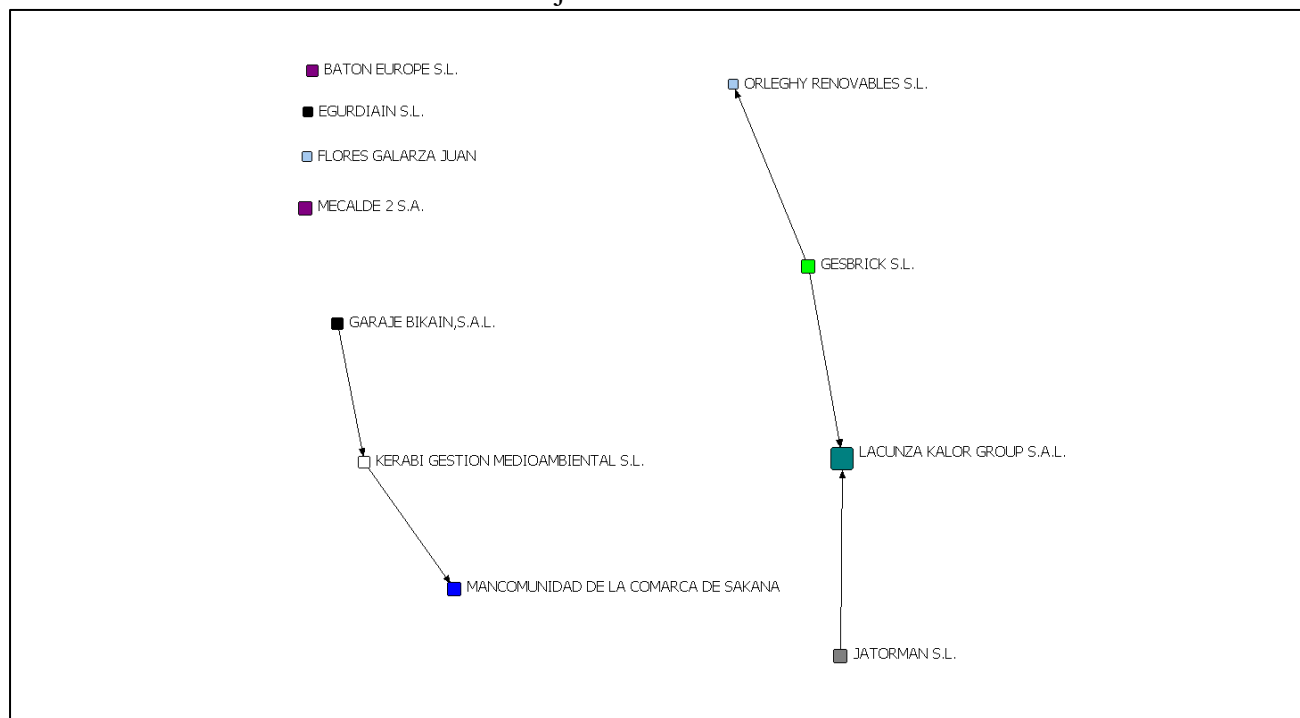 BATON EUROPE S.L.
ORLEGHY RENOVABLES S.L.
EGURDIAIN S.L.
FLORES GALARZA JUAN
MECALDE 2 S.A.
GESBRICK S.L.
GARAJE BIKAIN,S.A.L.
LACUNZA KALOR GROUP S.A.L.
KERABI GESTION MEDIOAMBIENTAL S.L.
MANCOMUNIDAD DE LA COMARCA DE SAKANA
JATORMAN S.L.